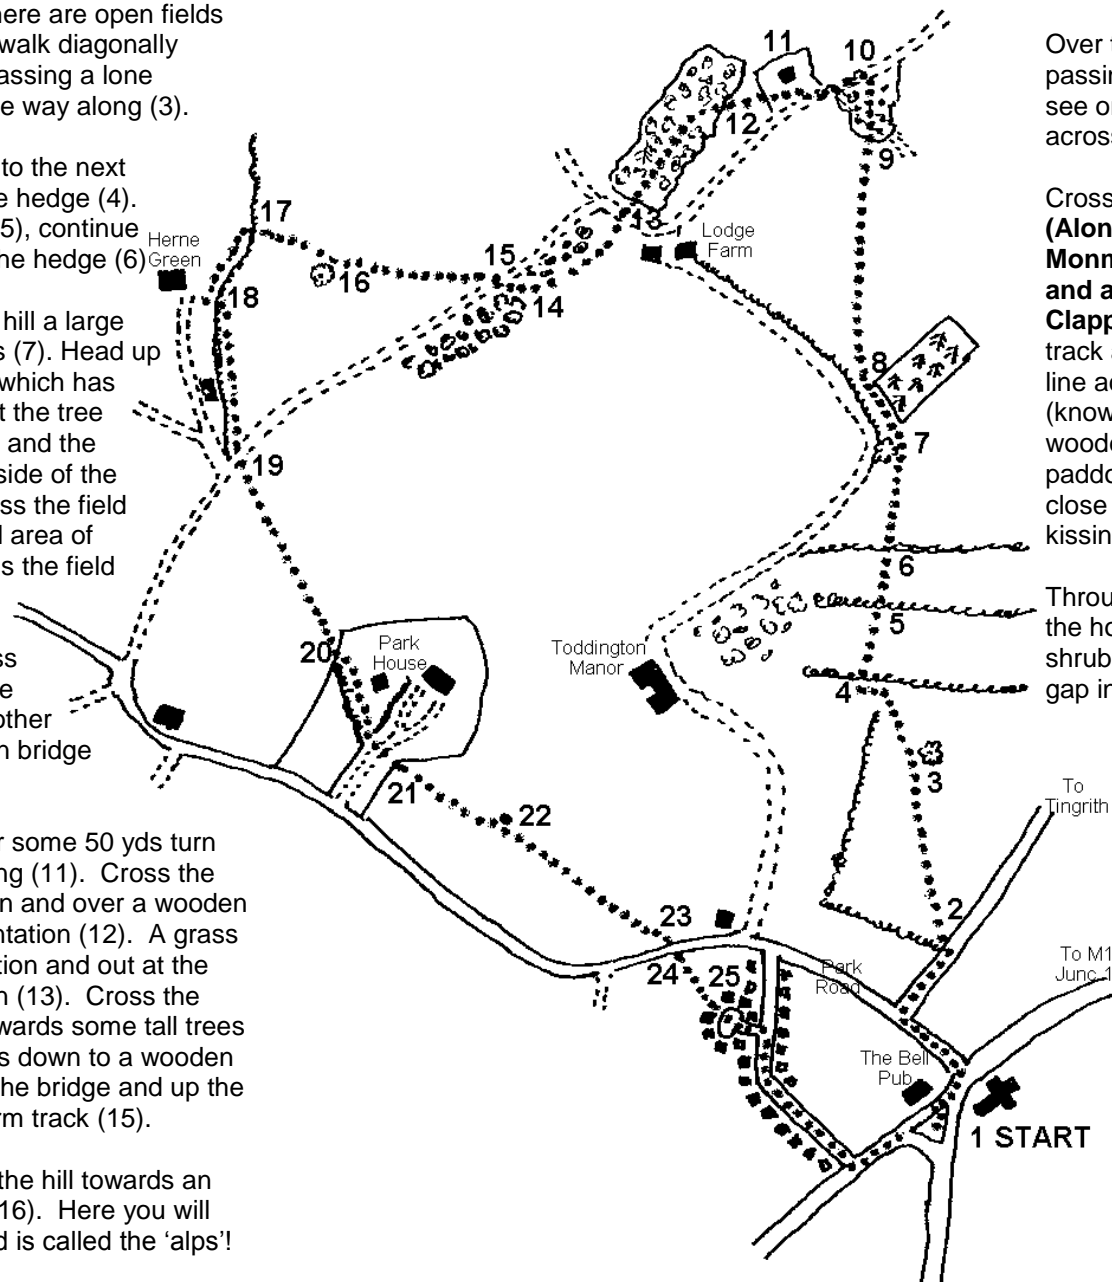 here are open fields
walk diagonally
assing a lone
e way along (3).
to the next
e hedge (4).
5), continue
he hedge (6)
hill a large
s (7). Head up
which has
t the tree
and the
side of the
ss the field
d area of
s the field
ss
e
other
n bridge
r some 50 yds turn
ng (11).  Cross the
n and over a wooden
ntation (12).  A grass
tion and out at the
n (13).  Cross the
wards some tall trees
s down to a wooden
he bridge and up the
rm track (15).
the hill towards an
16).  Here you will
d is called the ‘alps’!
11
10
12
9
13
Lodge
Farm
17
Herne
Green
15
16
18
14
8
7
19
6
5
20
Park
House
Toddington
Manor
4
3
To
Tingrith
21
22
2
23
24
25
Park
Road
To M1
Junc 1
The Bell
Pub
1 START
Over t
passin
see or
across
Cross
(Alon
Monm
and a
Clapp
track a
line ac
(know
woode
paddo
close
kissin
Throu
the ho
shrub
gap in